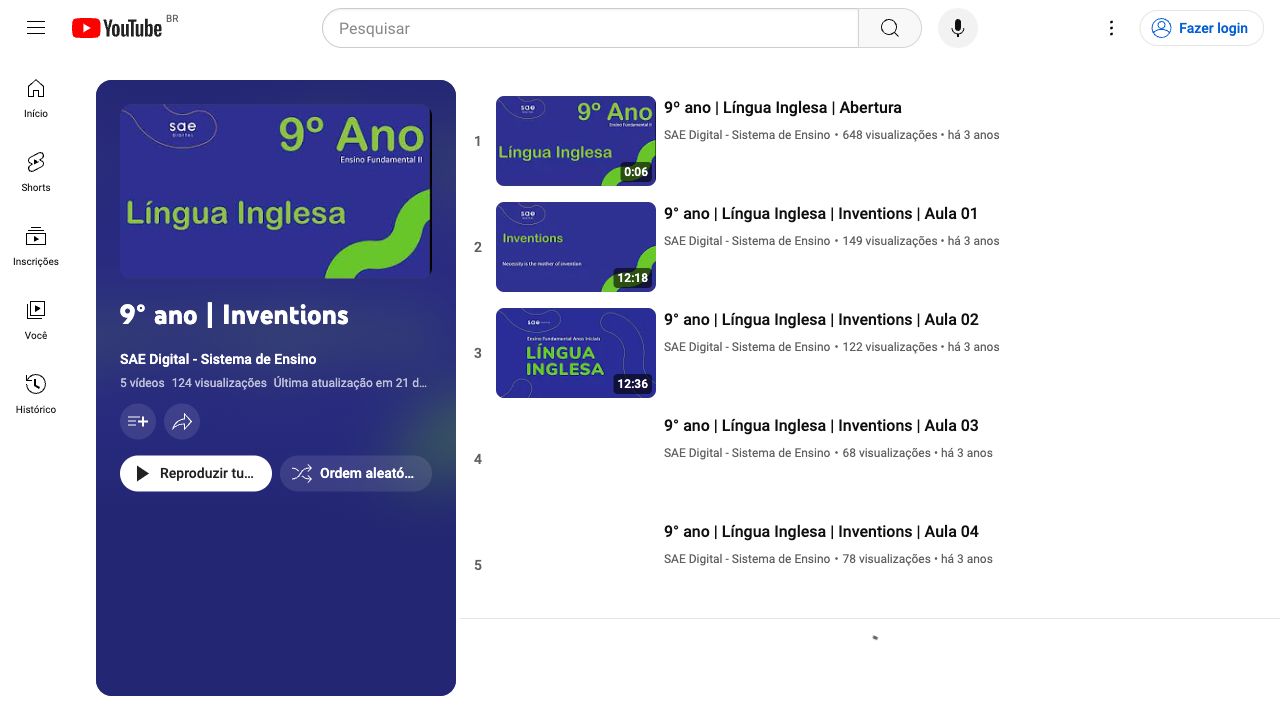 YouTube BR
Pesquisar
Fazer login
Início
Shorts
Inscrições
Você
Histórico
sae
DIGITAL
9º Ano
Ensino Fundamental II
Língua Inglesa
9° ano | Inventions
SAE Digital - Sistema de Ensino
5 vídeos 124 visualizações Última atualização em 21 d...
Reproduzir tu...
Ordem aleató...
1
sae
9º Ano
Ensino Fundamental II
Língua Inglesa
0:06
9º ano | Língua Inglesa | Abertura
SAE Digital - Sistema de Ensino • 648 visualizações • há 3 anos
2
sae
Inventions
Necessity is the mother of invention
12:18
9° ano | Língua Inglesa | Inventions | Aula 01
SAE Digital - Sistema de Ensino • 149 visualizações • há 3 anos
3
sae
Ensino Fundamental Anos Iniciais
LÍNGUA
INGLESA
12:36
9° ano | Língua Inglesa | Inventions | Aula 02
SAE Digital - Sistema de Ensino • 122 visualizações • há 3 anos
4
9° ano | Língua Inglesa | Inventions | Aula 03
SAE Digital - Sistema de Ensino • 68 visualizações • há 3 anos
5
9° ano | Língua Inglesa | Inventions | Aula 04
SAE Digital - Sistema de Ensino • 78 visualizações • há 3 anos